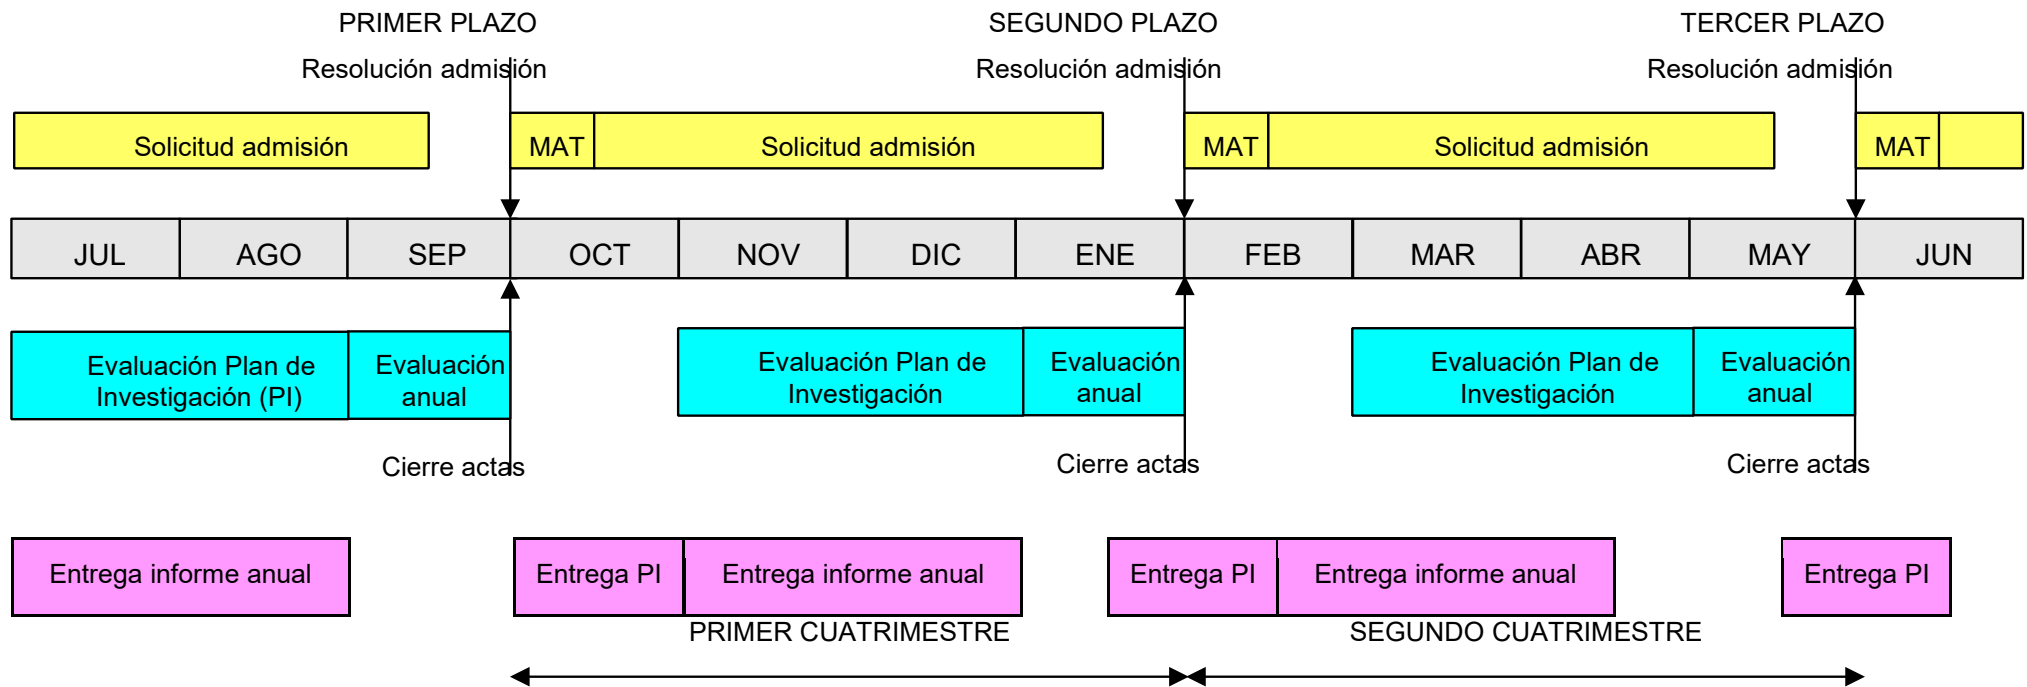 PRIMER PLAZO
SEGUNDO PLAZO
TERCER PLAZO
Resolución admisión
Resolución admisión
Resolución admisión
Solicitud admisión
MAT
Solicitud admisión
MAT
Solicitud admisión
MAT
JUL
AGO
SEP
OCT
NOV
DIC
ENE
FEB
MAR
ABR
MAY
JUN
Evaluación Plan de
Investigación (PI)
Evaluación
anual
Evaluación Plan de
Investigación
Evaluación
anual
Evaluación Plan de
Investigación
Evaluación
anual
Cierre actas
Cierre actas
Cierre actas
Entrega informe anual
Entrega PI
Entrega informe anual
Entrega PI
Entrega informe anual
Entrega PI
PRIMER CUATRIMESTRE
SEGUNDO CUATRIMESTRE